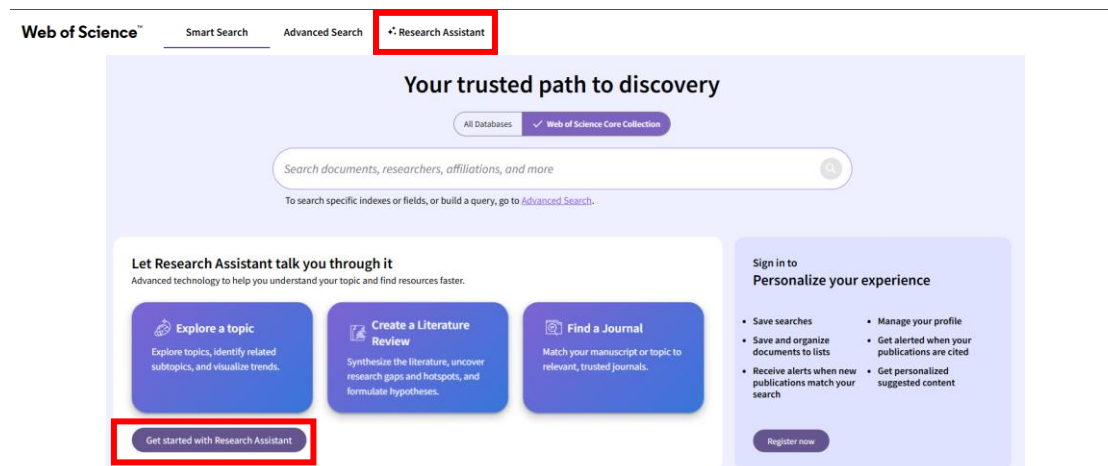 Web of Science™
Smart Search
Advanced Search
Research Assistant
Your trusted path to discovery
All Databases
Web of Science Core Collection
Search documents, researchers, affiliations, and more
To search specific indexes or fields, or build a query, go to Advanced Search.
Let Research Assistant talk you through it
Advanced technology to help you understand your topic and find resources faster.
Explore a topic
Explore topics, identify related
subtopics, and visualize trends.
Create a Literature
Review
Synthesize the literature, uncover
research gaps and hotspots, and
formulate hypotheses.
Find a Journal
Match your manuscript or topic to
relevant, trusted journals.
Get started with Research Assistant
Sign in to
Personalize your experience
• Save searches
• Save and organize
documents to lists
• Receive alerts when new
publications match your
search
• Manage your profile
• Get alerted when your
publications are cited
• Get personalized
suggested content
Register now